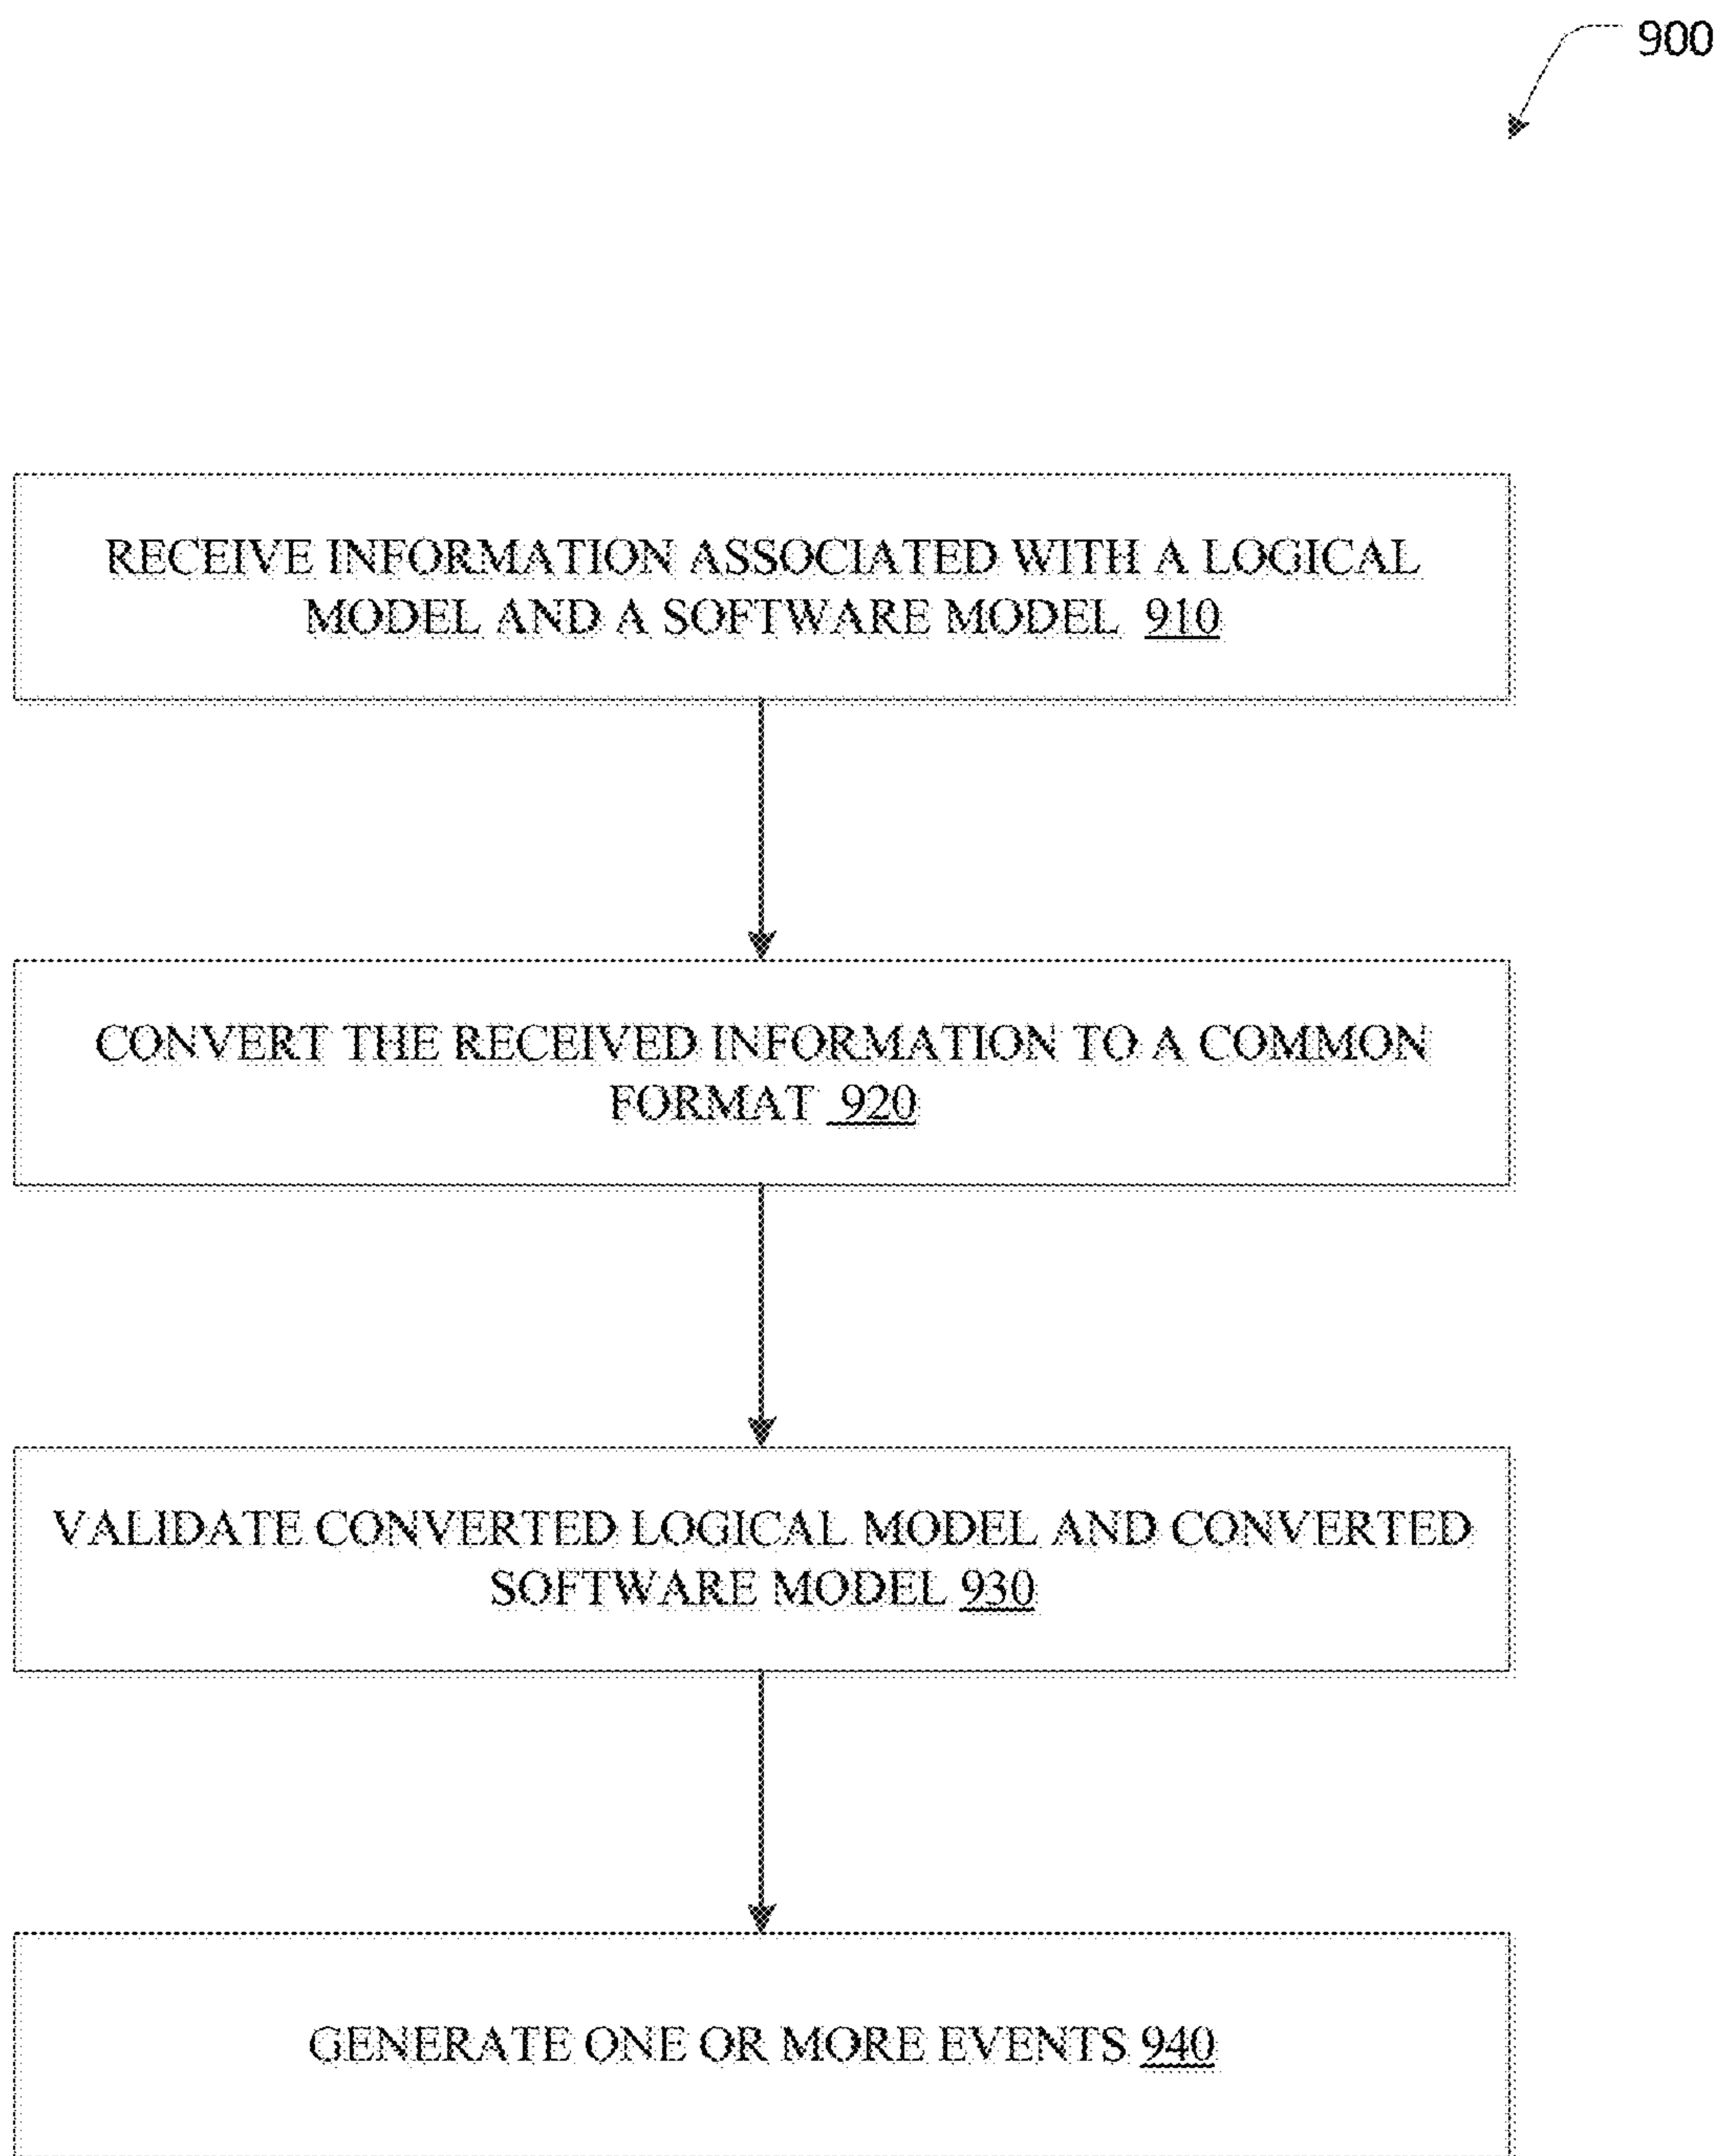 900
RECEIVE INFORMATION ASSOCIATED WITH A LOGICAL
MODEL AND A SOFTWARE MODEL 910
CONVERT THE RECEIVED INFORMATION TO A COMMON
FORMAT 920
VALIDATE CONVERTED LOGICAL MODEL AND CONVERTED
SOFTWARE MODEL 930
GENERATE ONE OR MORE EVENTS 940